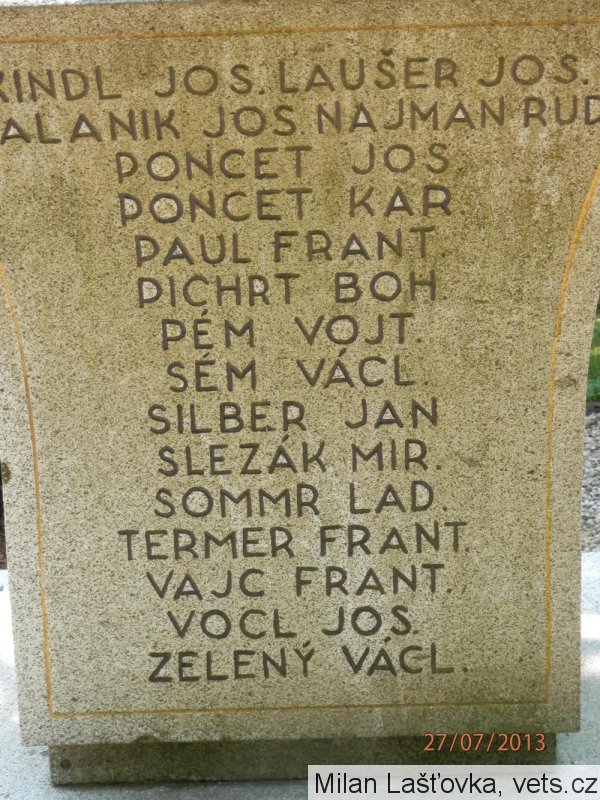 KINDL JOS. LAUŠER JOS.
ALANIK JOS. NAJMAN RUD
PONCET JOS.
PONCET KAR.
PAUL FRANT.
PICHRT BOH.
PÉM VOJT.
SÉM VÁCL.
SILBER JAN
SLEZÁK MIR.
SOMMR LAD.
TERMER FRANT.
VAJC FRANT.
VOCL JOS.
ZELENÝ VÁCL.
27/07/2013
Milan Lašťovka, vets.cz